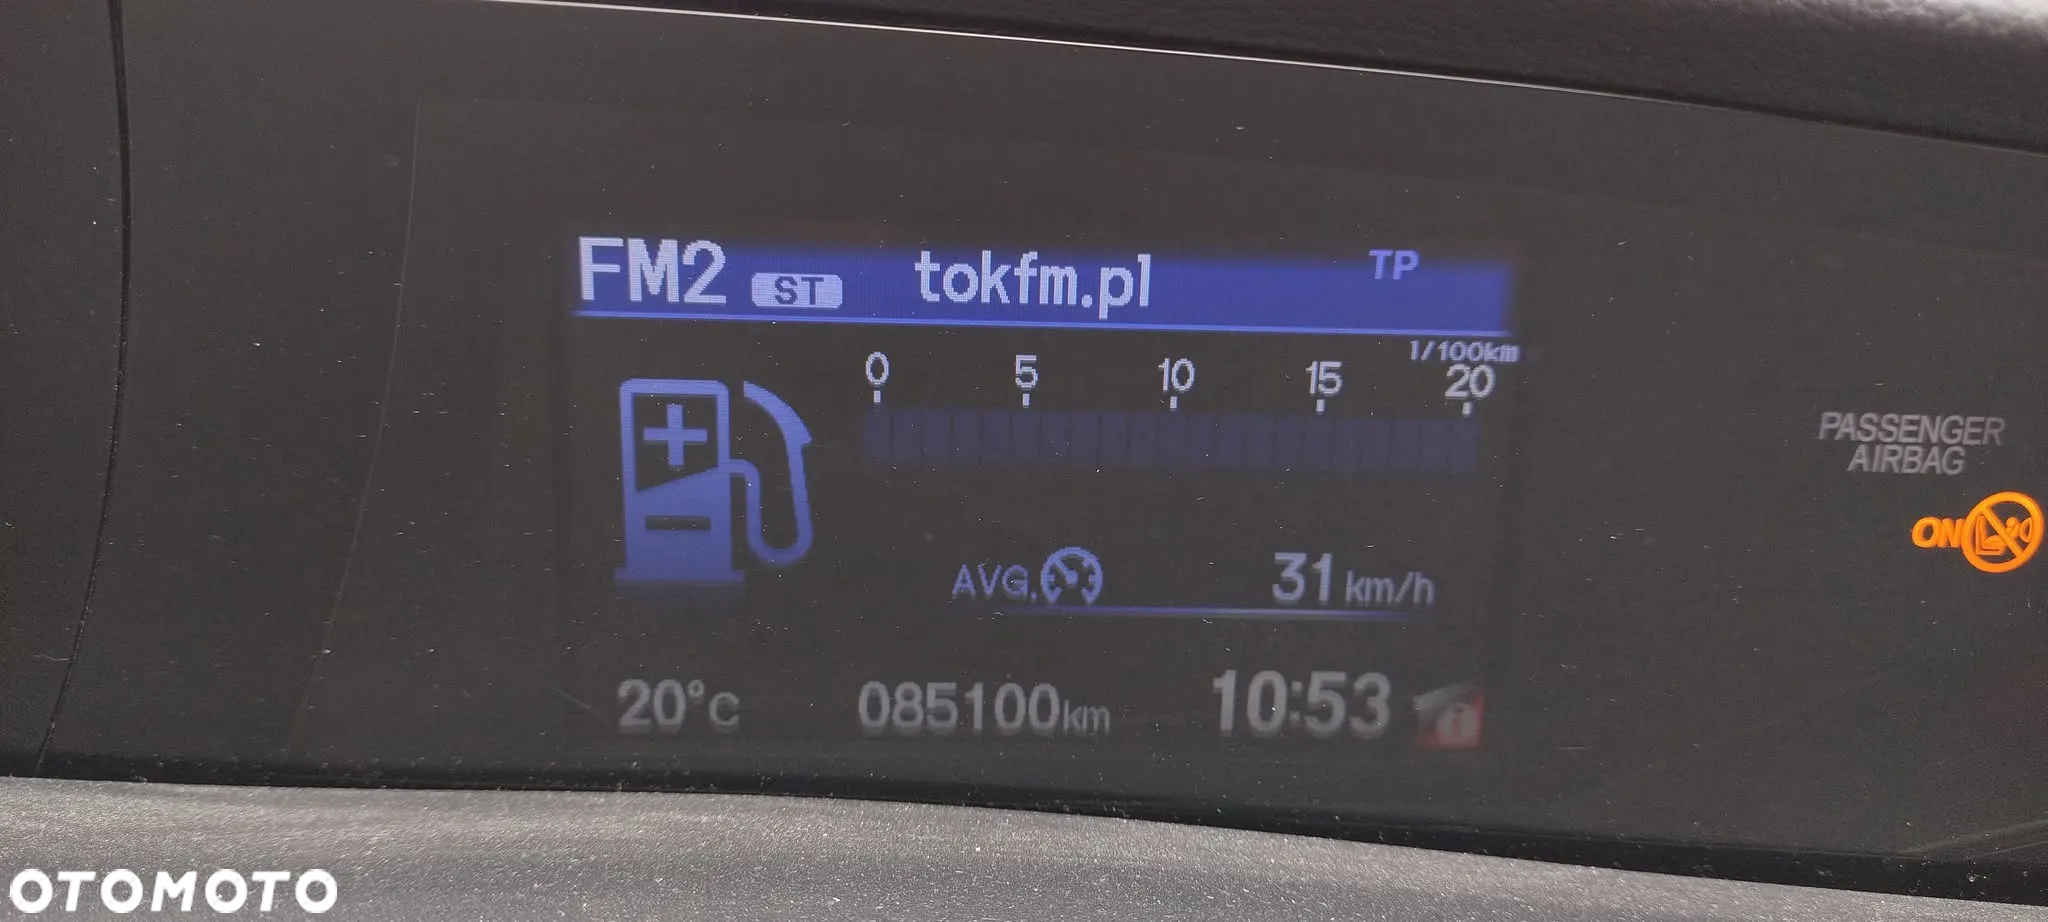 FM2 ST tokfm.pl TP
l/100km
0 5 10 15 20
PASSENGER
AIRBAG
ON
AVG. 31 km/h
20°C 085100km 10:53 i
OTOMOTO